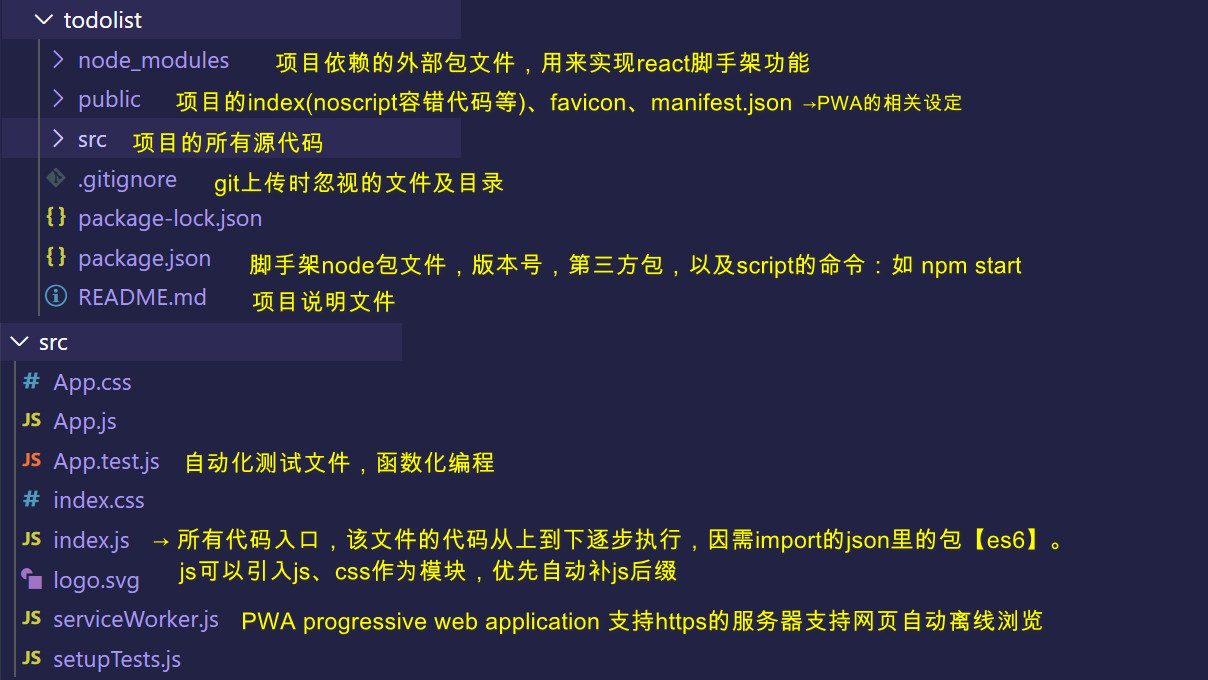 todolist
node_modules 项目依赖的外部包文件，用来实现react脚手架功能
public 项目的index(noscript容错代码等)、favicon、manifest.json →PWA的相关设定
src 项目的所有源代码
.gitignore git上传时忽视的文件及目录
{} package-lock.json
{} package.json 脚手架node包文件，版本号，第三方包，以及script的命令：如 npm start
README.md 项目说明文件
src
# App.css
JS App.js
JS App.test.js 自动化测试文件，函数化编程
# index.css
JS index.js → 所有代码入口，该文件的代码从上到下逐步执行，因需import的json里的包【es6】。
js可以引入js、css作为模块，优先自动补js后缀
logo.svg
JS serviceWorker.js PWA progressive web application 支持https的服务器支持网页自动离线浏览
JS setupTests.js